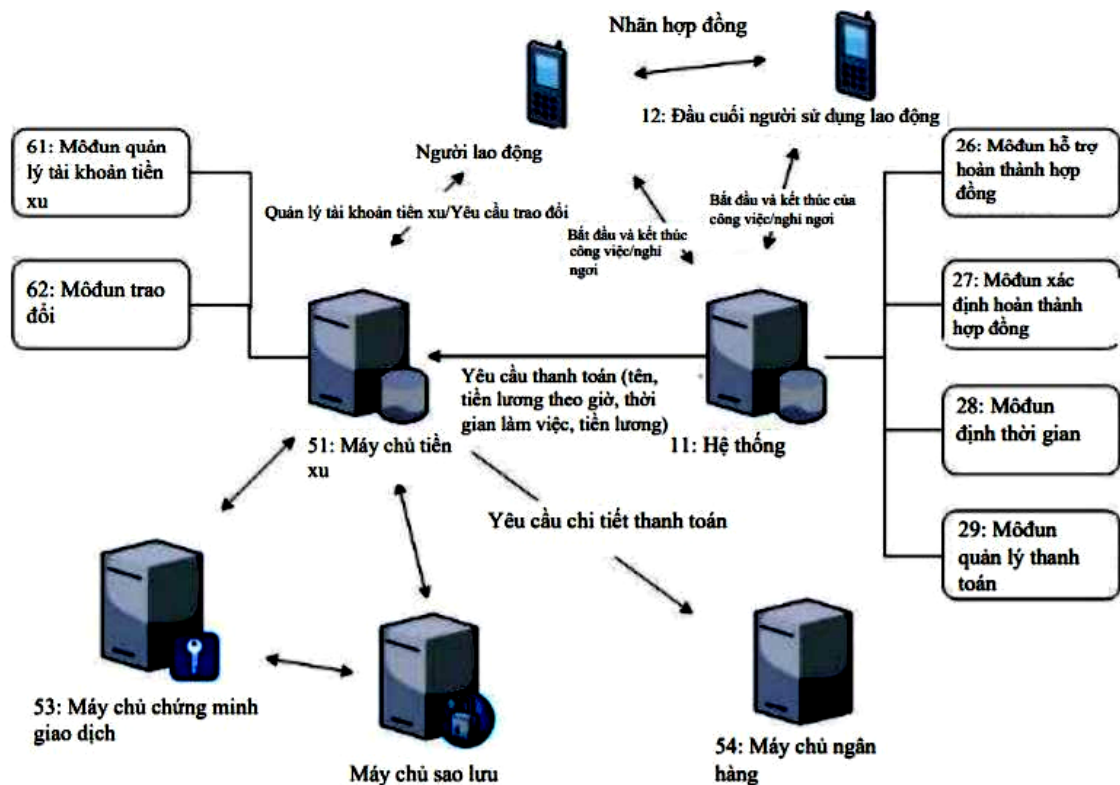 Nhãn hợp đồng
12: Đầu cuối người sử dụng lao động
Người lao động
61: Môđun quản
lý tài khoản tiền
xu
26: Môđun hỗ trợ
hoàn thành hợp
đồng
Quản lý tài khoản tiền xu/Yêu cầu trao đổi
Bắt đầu và kết thúc
công việc/nghỉ
ngơi
Bắt đầu và kết thúc của
công việc/nghỉ ngơi
62: Môđun trao
đổi
27: Môđun xác
định hoàn thành
hợp đồng
Yêu cầu thanh toán (tên,
tiền lương theo giờ, thời
gian làm việc, tiền lương)
51: Máy chủ tiền
xu
11: Hệ thống
28: Môđun
định thời gian
Yêu cầu chi tiết thanh toán
29: Môđun
quản lý thanh
toán
53: Máy chủ chứng minh
giao dịch
Máy chủ sao lưu
54: Máy chủ ngân
hàng